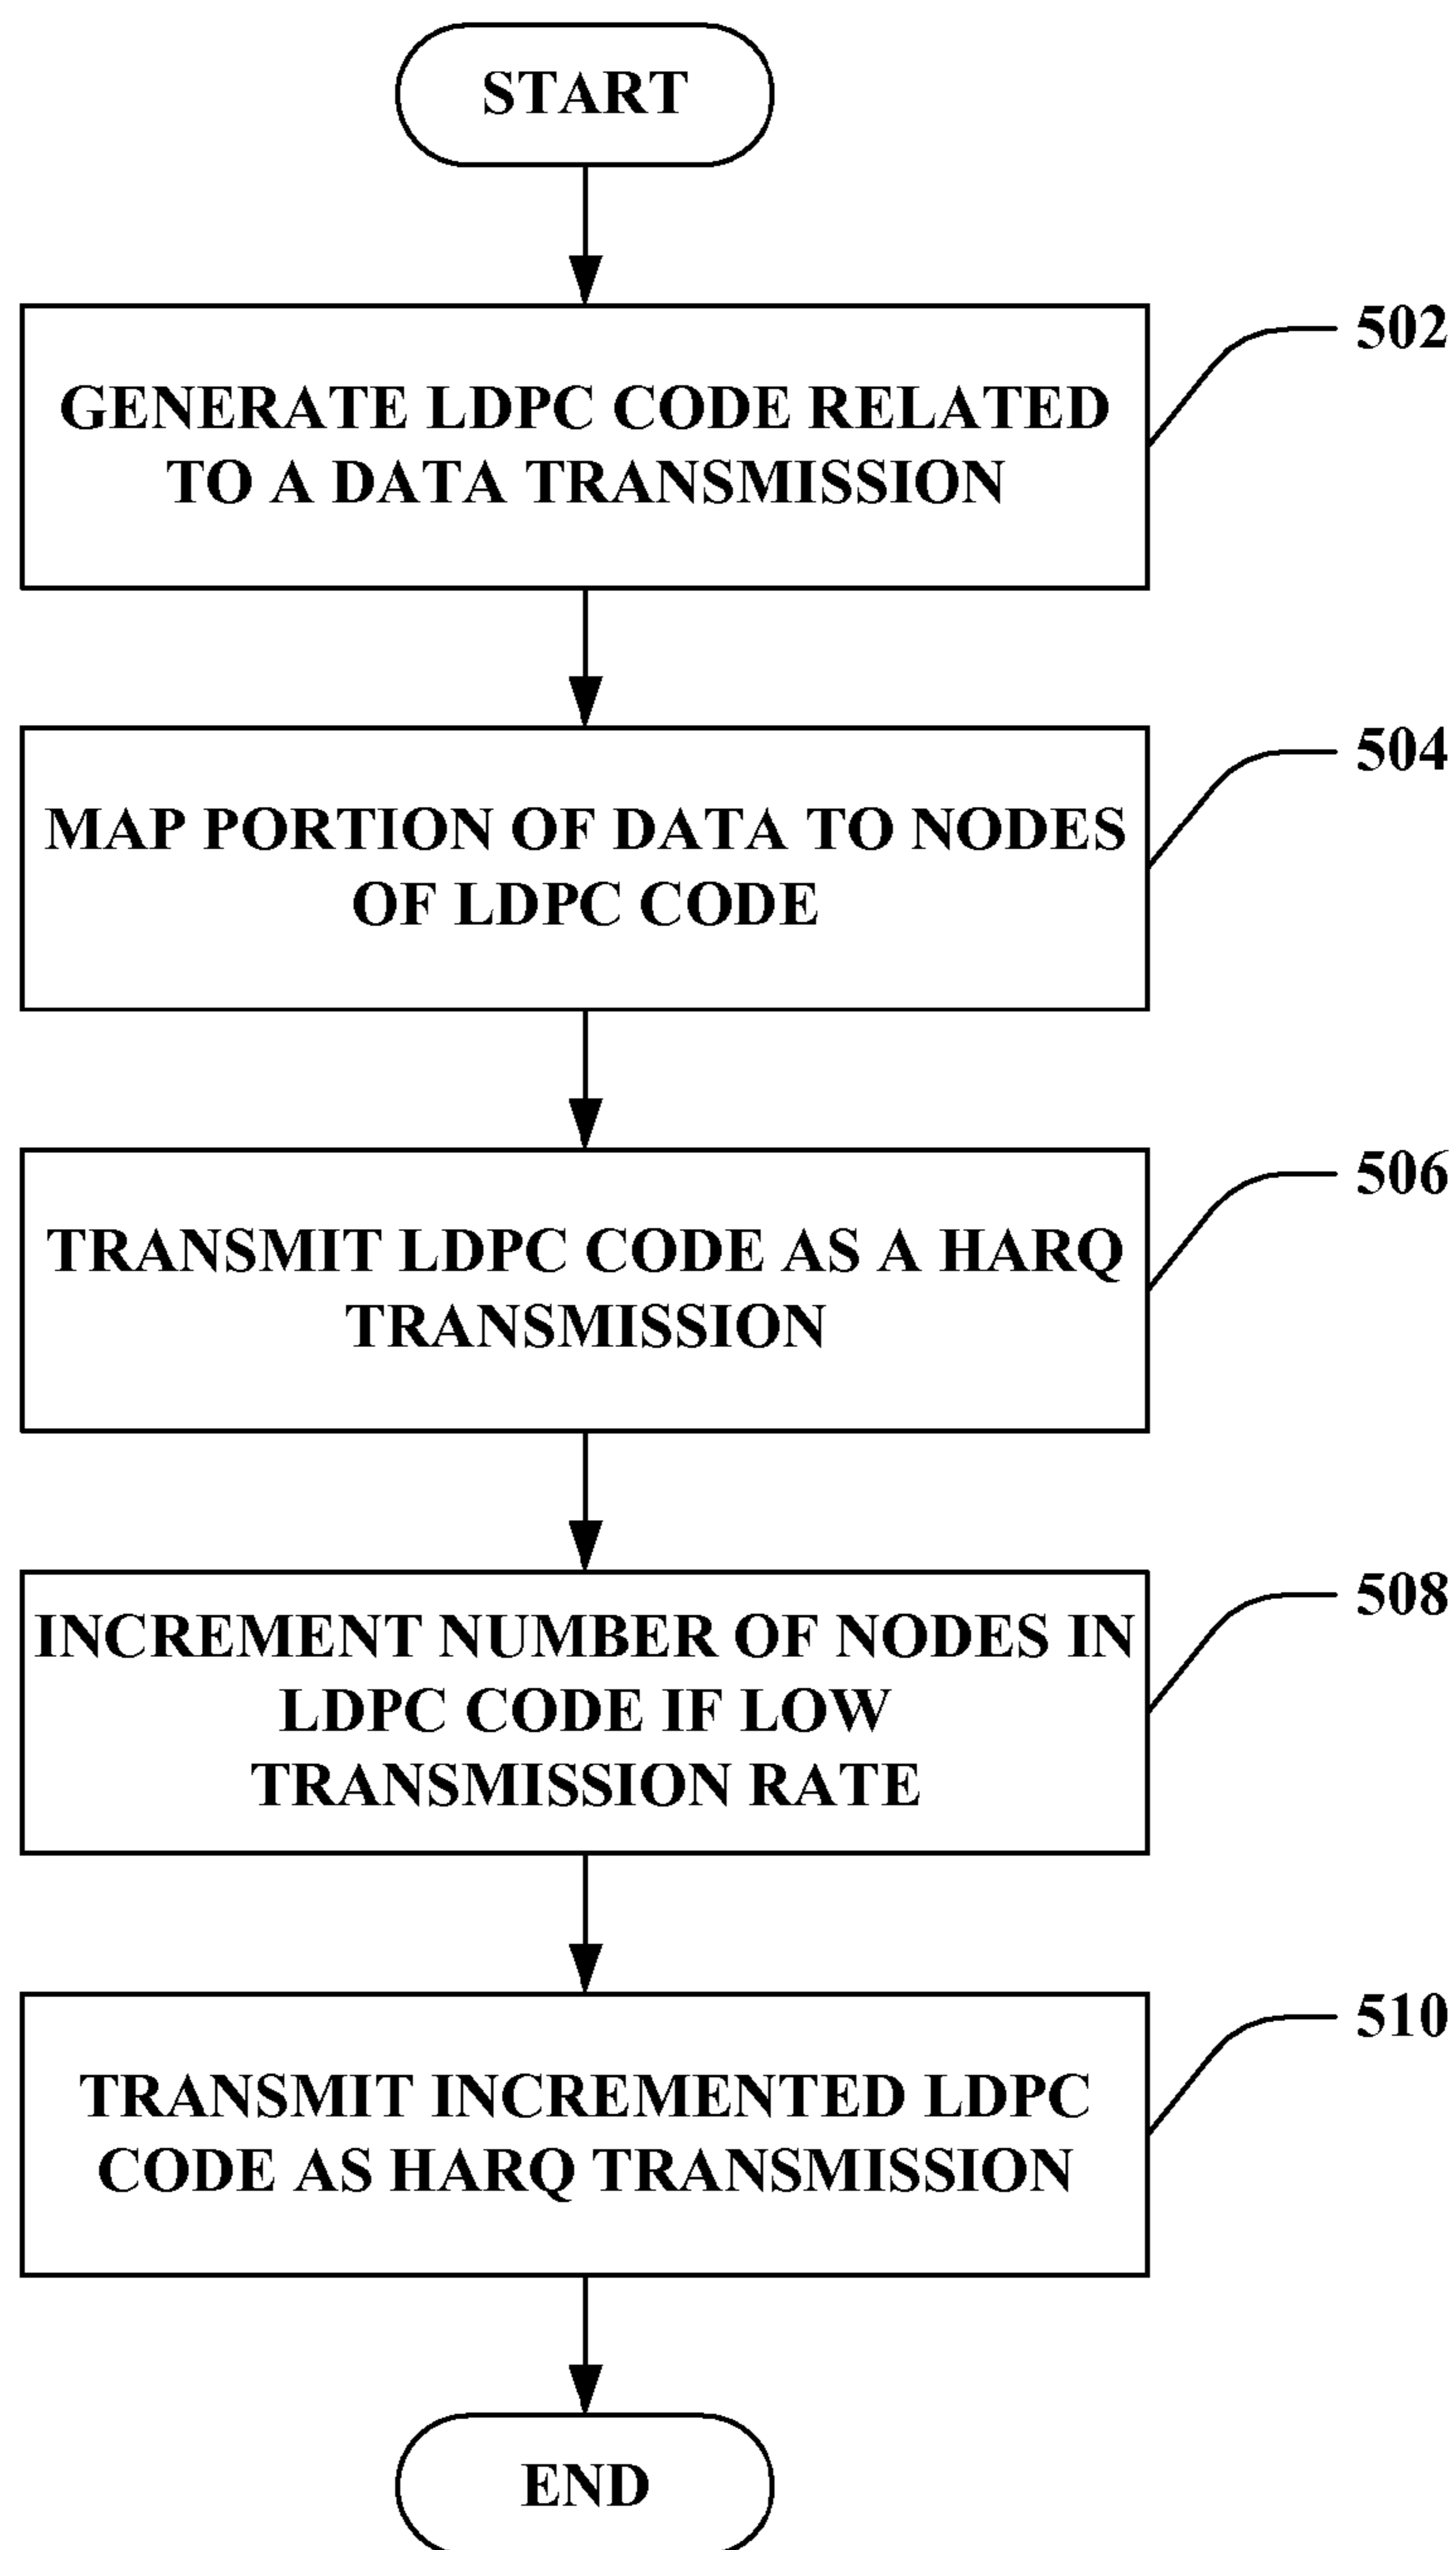 START
502
GENERATE LDPC CODE RELATED
TO A DATA TRANSMISSION
504
MAP PORTION OF DATA TO NODES
OF LDPC CODE
506
TRANSMIT LDPC CODE AS A HARQ
TRANSMISSION
508
INCREMENT NUMBER OF NODES IN
LDPC CODE IF LOW
TRANSMISSION RATE
510
TRANSMIT INCREMENTED LDPC
CODE AS HARQ TRANSMISSION
END